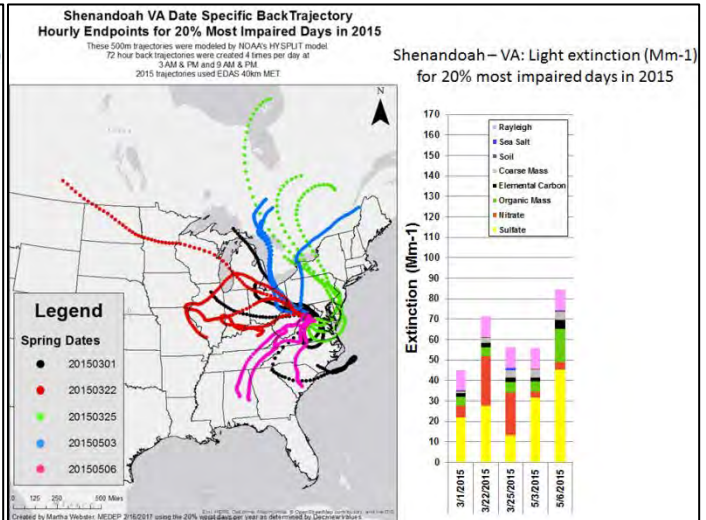 Shenandoah VA Date Specific BackTrajectory
Hourly Endpoints for 20% Most Impaired Days in 2015
These 500m trajectories were modeled by NOAA's HYSPLIT model
72 hour back trajectories were created 4 times per day at
3 AM & PM and 9 AM & PM.
2015 trajectories used EDAS 40km MET.
N
Legend
Spring Dates
20150301
20150322
20150325
20150503
20150506
0 125 250 500 Miles
Created by Martha Webster, MEDEP 2/16/2017 using the 20% worst days per year as determined by Deciview Values.
Shenandoah – VA: Light extinction (Mm-1)
for 20% most impaired days in 2015
Extinction (Mm-1)
170
160
150
140
130
120
110
100
90
80
70
60
50
40
30
20
10
0
Rayleigh
Sea Salt
Soil
Coarse Mass
Elemental Carbon
Organic Mass
Nitrate
Sulfate
3/1/2015
3/22/2015
3/25/2015
5/3/2015
5/6/2015